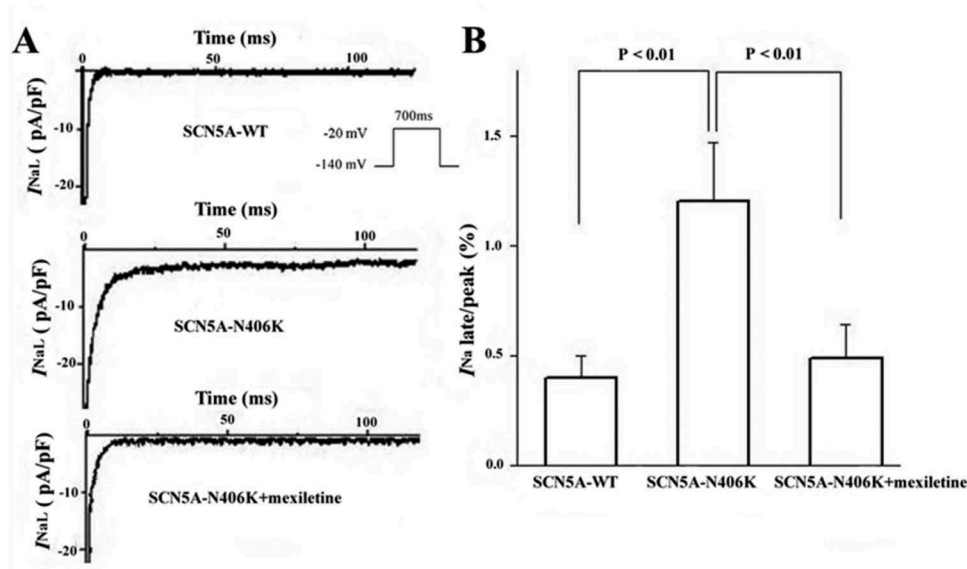 A
Time (ms)
0
50
100
-10
-20
INaL ( pA/pF)
SCN5A-WT
700ms
-20 mV
-140 mV
Time (ms)
0
50
100
-10
-20
INaL ( pA/pF)
SCN5A-N406K
Time (ms)
0
50
100
-10
-20
INaL ( pA/pF)
SCN5A-N406K+mexiletine
B
P < 0.01
P < 0.01
1.5
1.0
0.5
0.0
INa late/peak (%)
SCN5A-WT
SCN5A-N406K
SCN5A-N406K+mexiletine